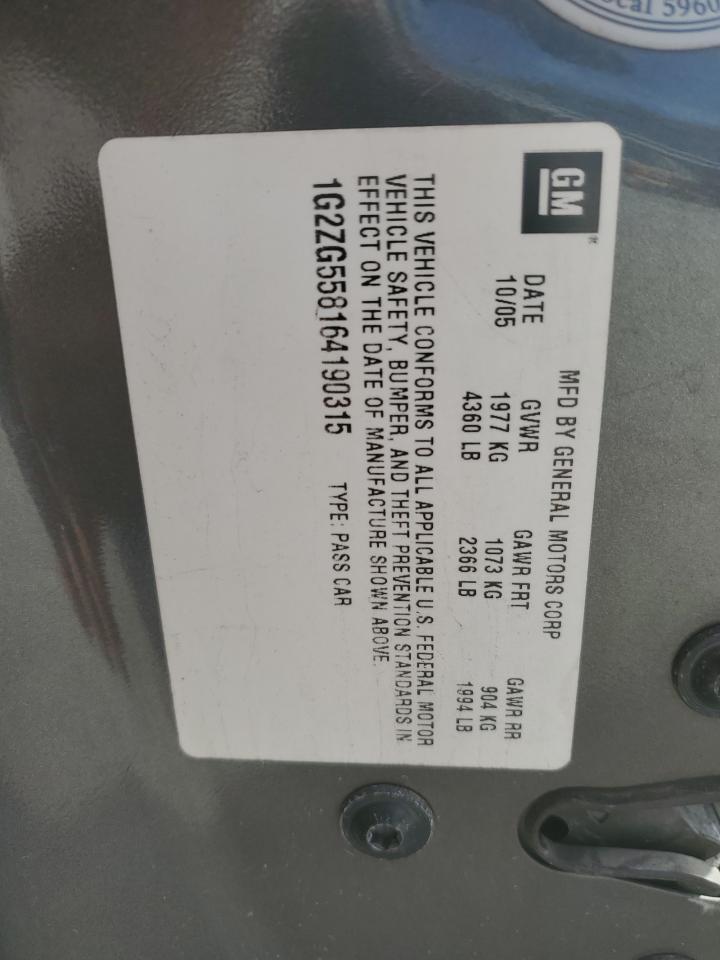 ocal 5960
GM®
MFD BY GENERAL MOTORS CORP
DATE GVWR GAWR FRT GAWR RR
10/05 1977 KG 1073 KG 904 KG
4360 LB 2366 LB 1994 LB
THIS VEHICLE CONFORMS TO ALL APPLICABLE U.S. FEDERAL MOTOR
VEHICLE SAFETY, BUMPER, AND THEFT PREVENTION STANDARDS IN
EFFECT ON THE DATE OF MANUFACTURE SHOWN ABOVE.
1G2ZG558164190315 TYPE: PASS CAR